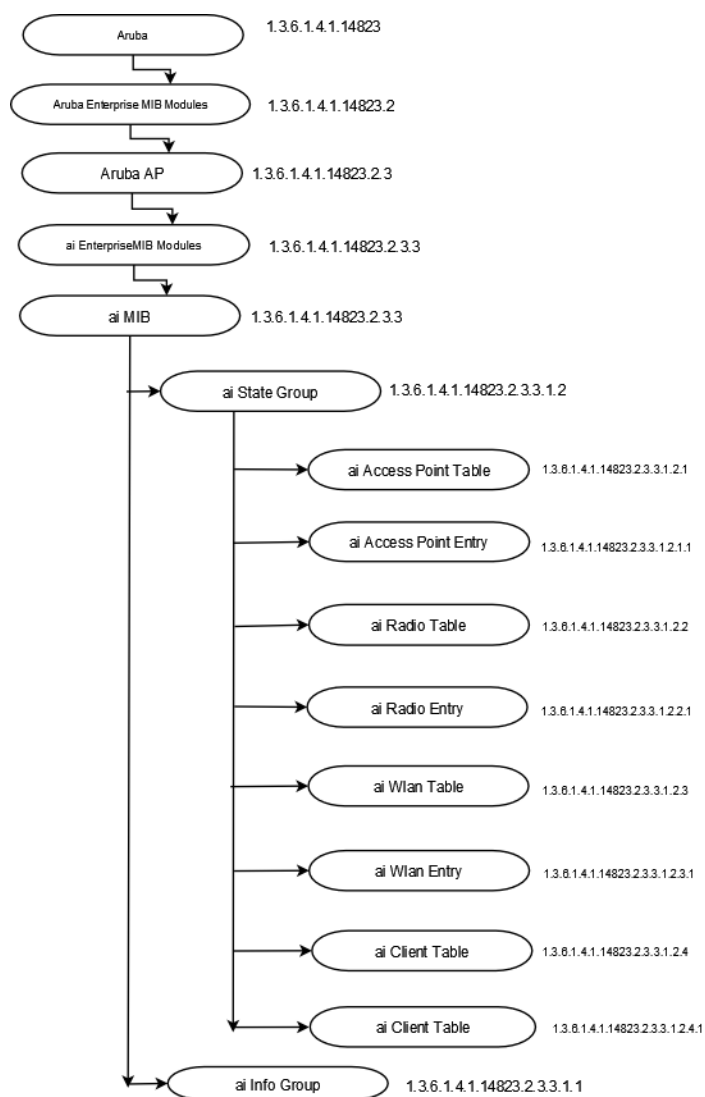 Aruba
1.3.6.1.4.1.14823
Aruba Enterprise MIB Modules
1.3.6.1.4.1.14823.2
Aruba AP
1.3.6.1.4.1.14823.2.3
ai EnterpriseMIB Modules
1.3.6.1.4.1.14823.2.3.3
ai MIB
1.3.6.1.4.1.14823.2.3.3
ai State Group
1.3.6.1.4.1.14823.2.3.3.1.2
ai Access Point Table
1.3.6.1.4.1.14823.2.3.3.1.2.1
ai Access Point Entry
1.3.6.1.4.1.14823.2.3.3.1.2.1.1
ai Radio Table
1.3.6.1.4.1.14823.2.3.3.1.2.2
ai Radio Entry
1.3.6.1.4.1.14823.2.3.3.1.2.2.1
ai Wlan Table
1.3.6.1.4.1.14823.2.3.3.1.2.3
ai Wlan Entry
1.3.6.1.4.1.14823.2.3.3.1.2.3.1
ai Client Table
1.3.6.1.4.1.14823.2.3.3.1.2.4
ai Client Table
1.3.6.1.4.1.14823.2.3.3.1.2.4.1
ai Info Group
1.3.6.1.4.1.14823.2.3.3.1.1